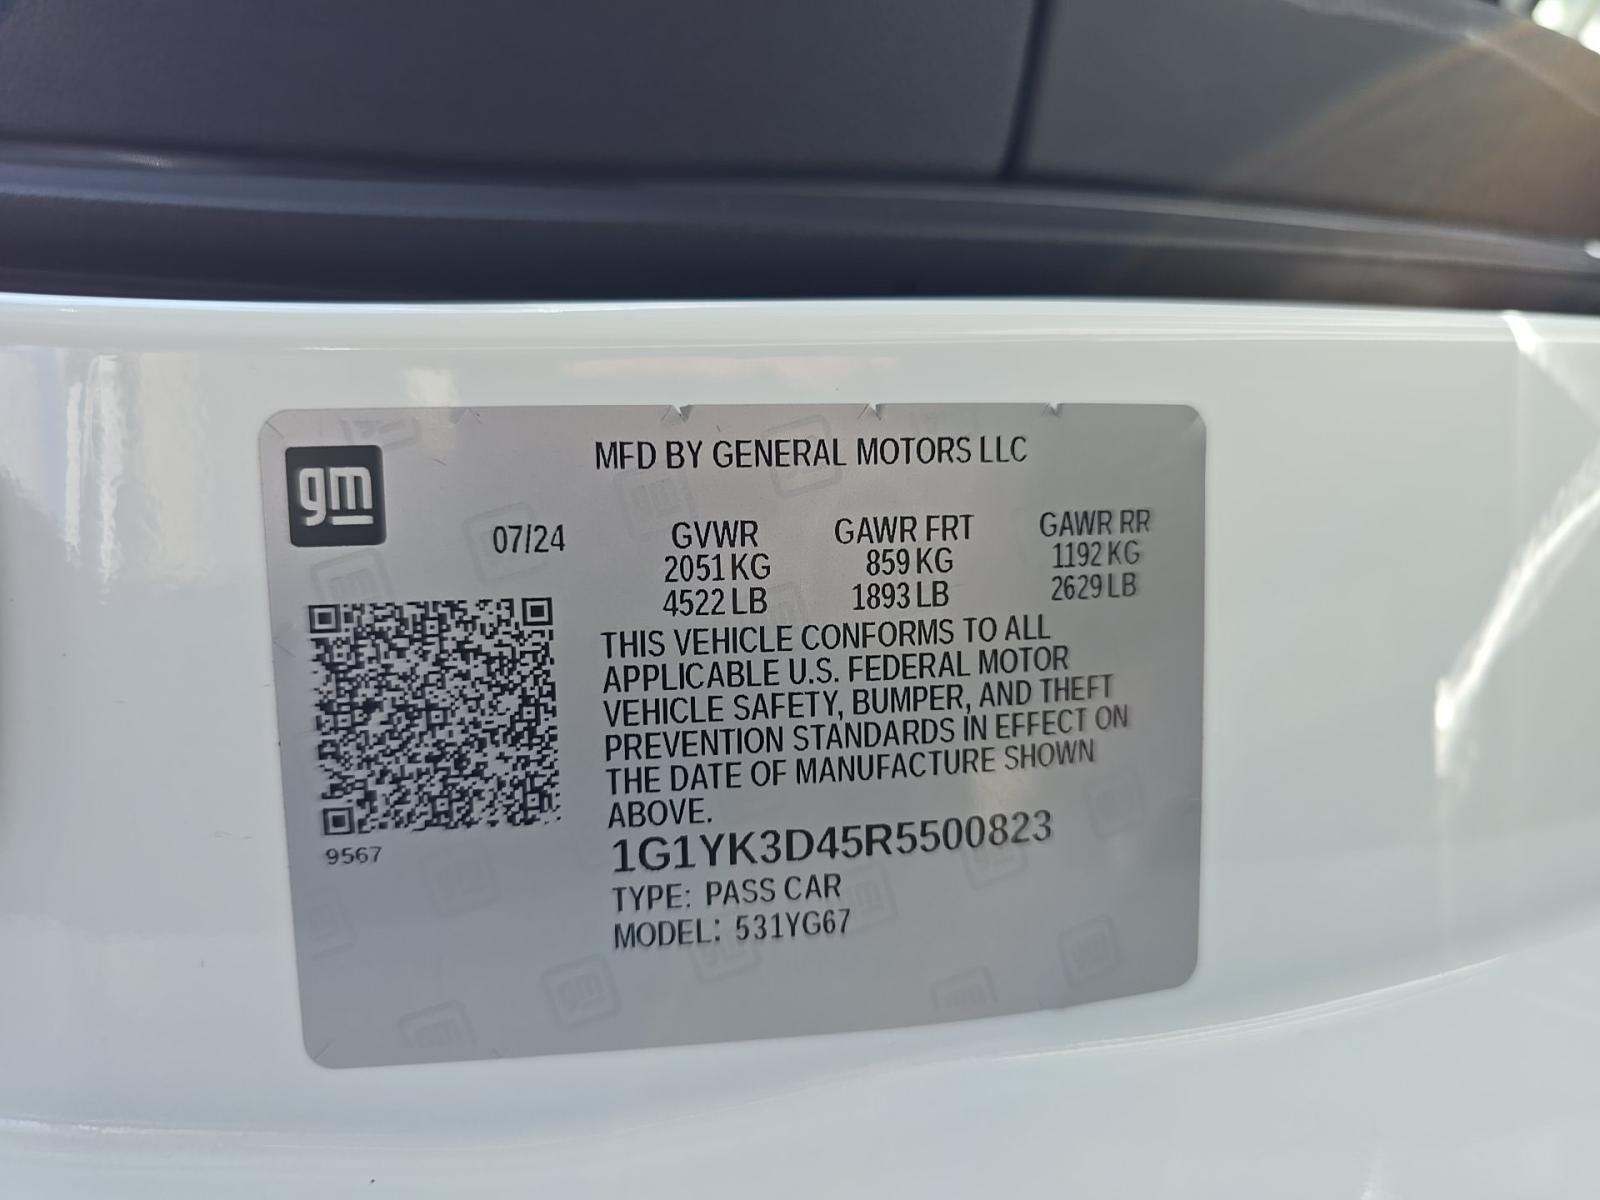 gm
MFD BY GENERAL MOTORS LLC
07/24
GVWR GAWR FRT GAWR RR
2051 KG 859 KG 1192 KG
4522 LB 1893 LB 2629 LB
THIS VEHICLE CONFORMS TO ALL
APPLICABLE U.S. FEDERAL MOTOR
VEHICLE SAFETY, BUMPER, AND THEFT
PREVENTION STANDARDS IN EFFECT ON
THE DATE OF MANUFACTURE SHOWN
ABOVE.
9567
1G1YK3D45R5500823
TYPE: PASS CAR
MODEL: 531YG67